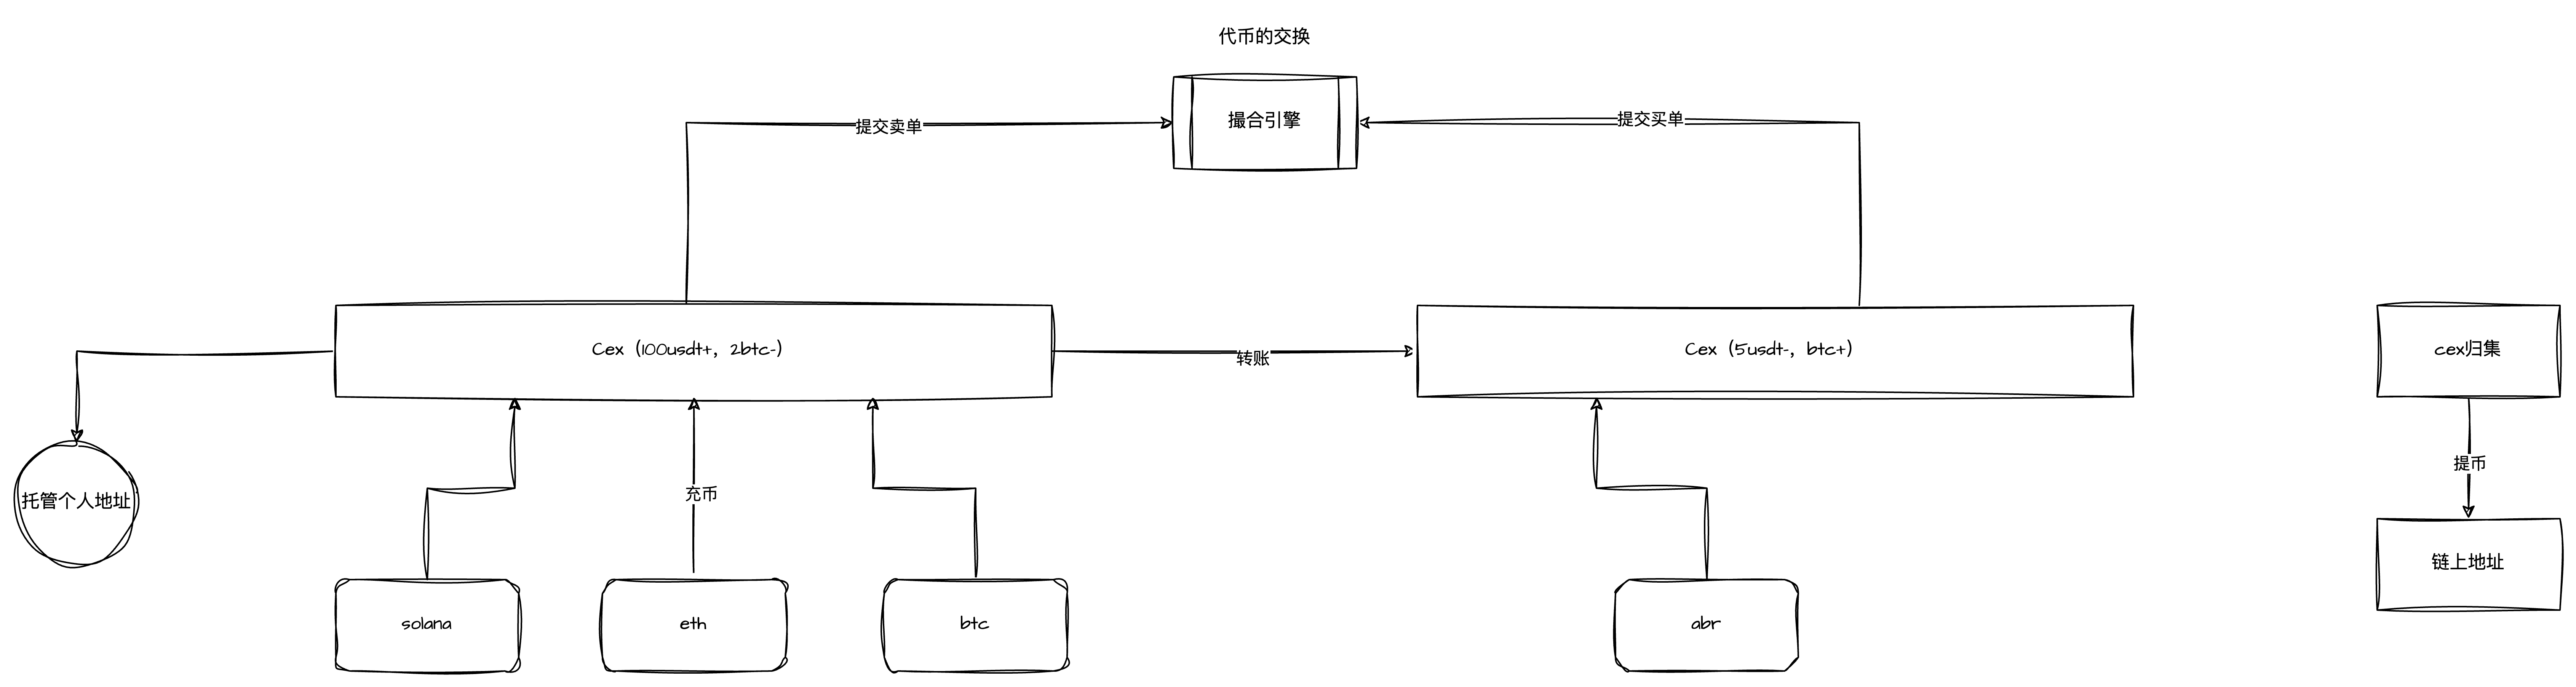 代币的交换
撮合引擎
提交卖单
提交买单
Cex（100usdt+，2btc-）
转账
Cex（5usdt-，btc+）
cex归集
托管个人地址
充币
提币
链上地址
solana
eth
btc
abr